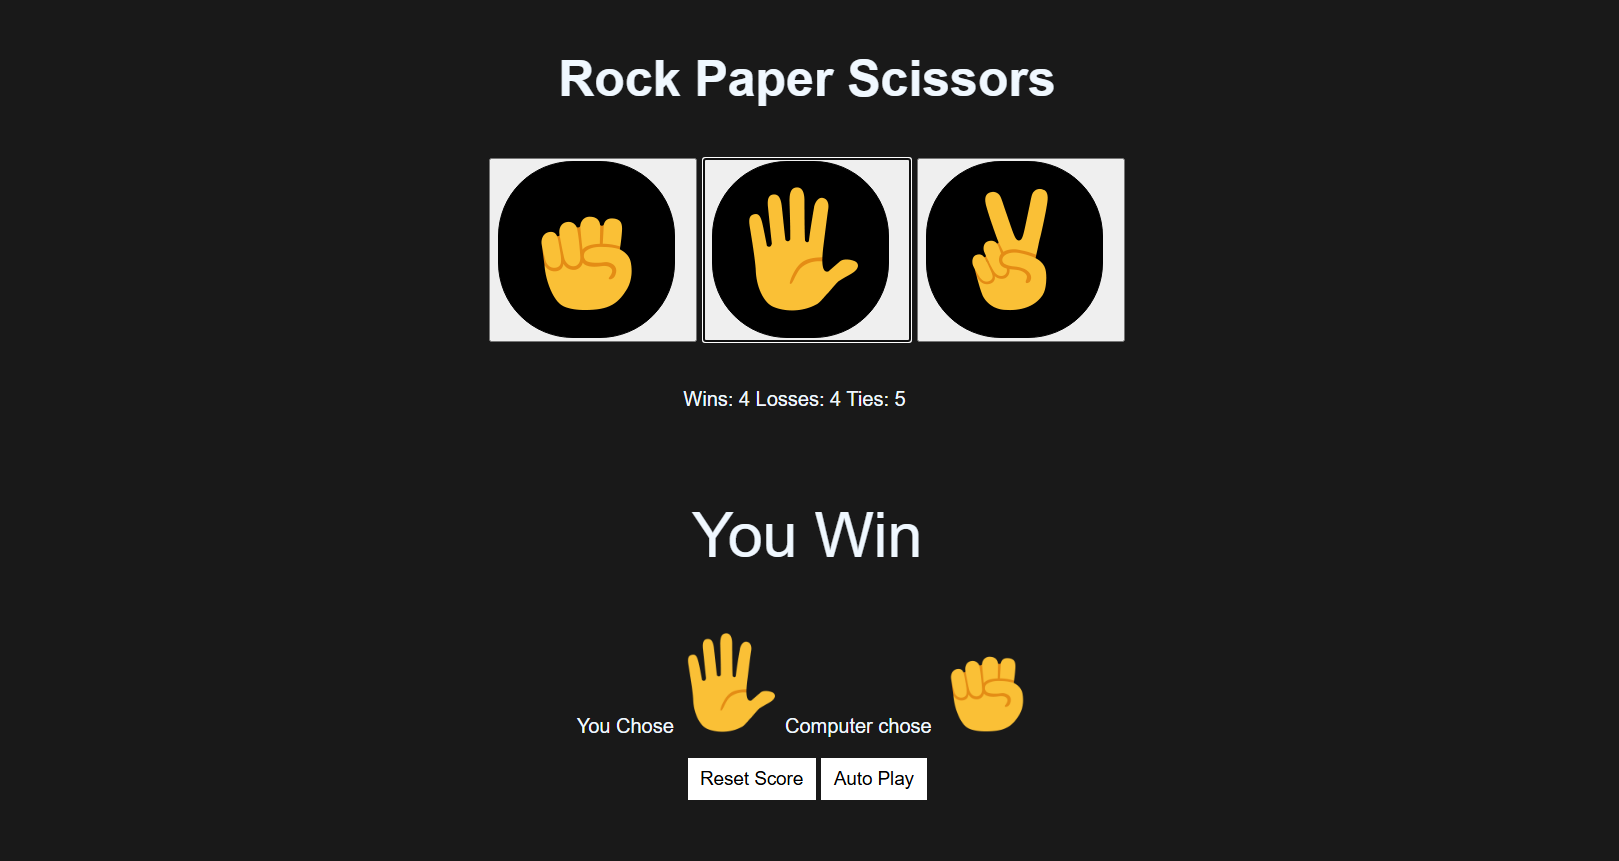 Rock Paper Scissors
Wins: 4 Losses: 4 Ties: 5
You Win
You Chose Computer chose
Reset Score Auto Play